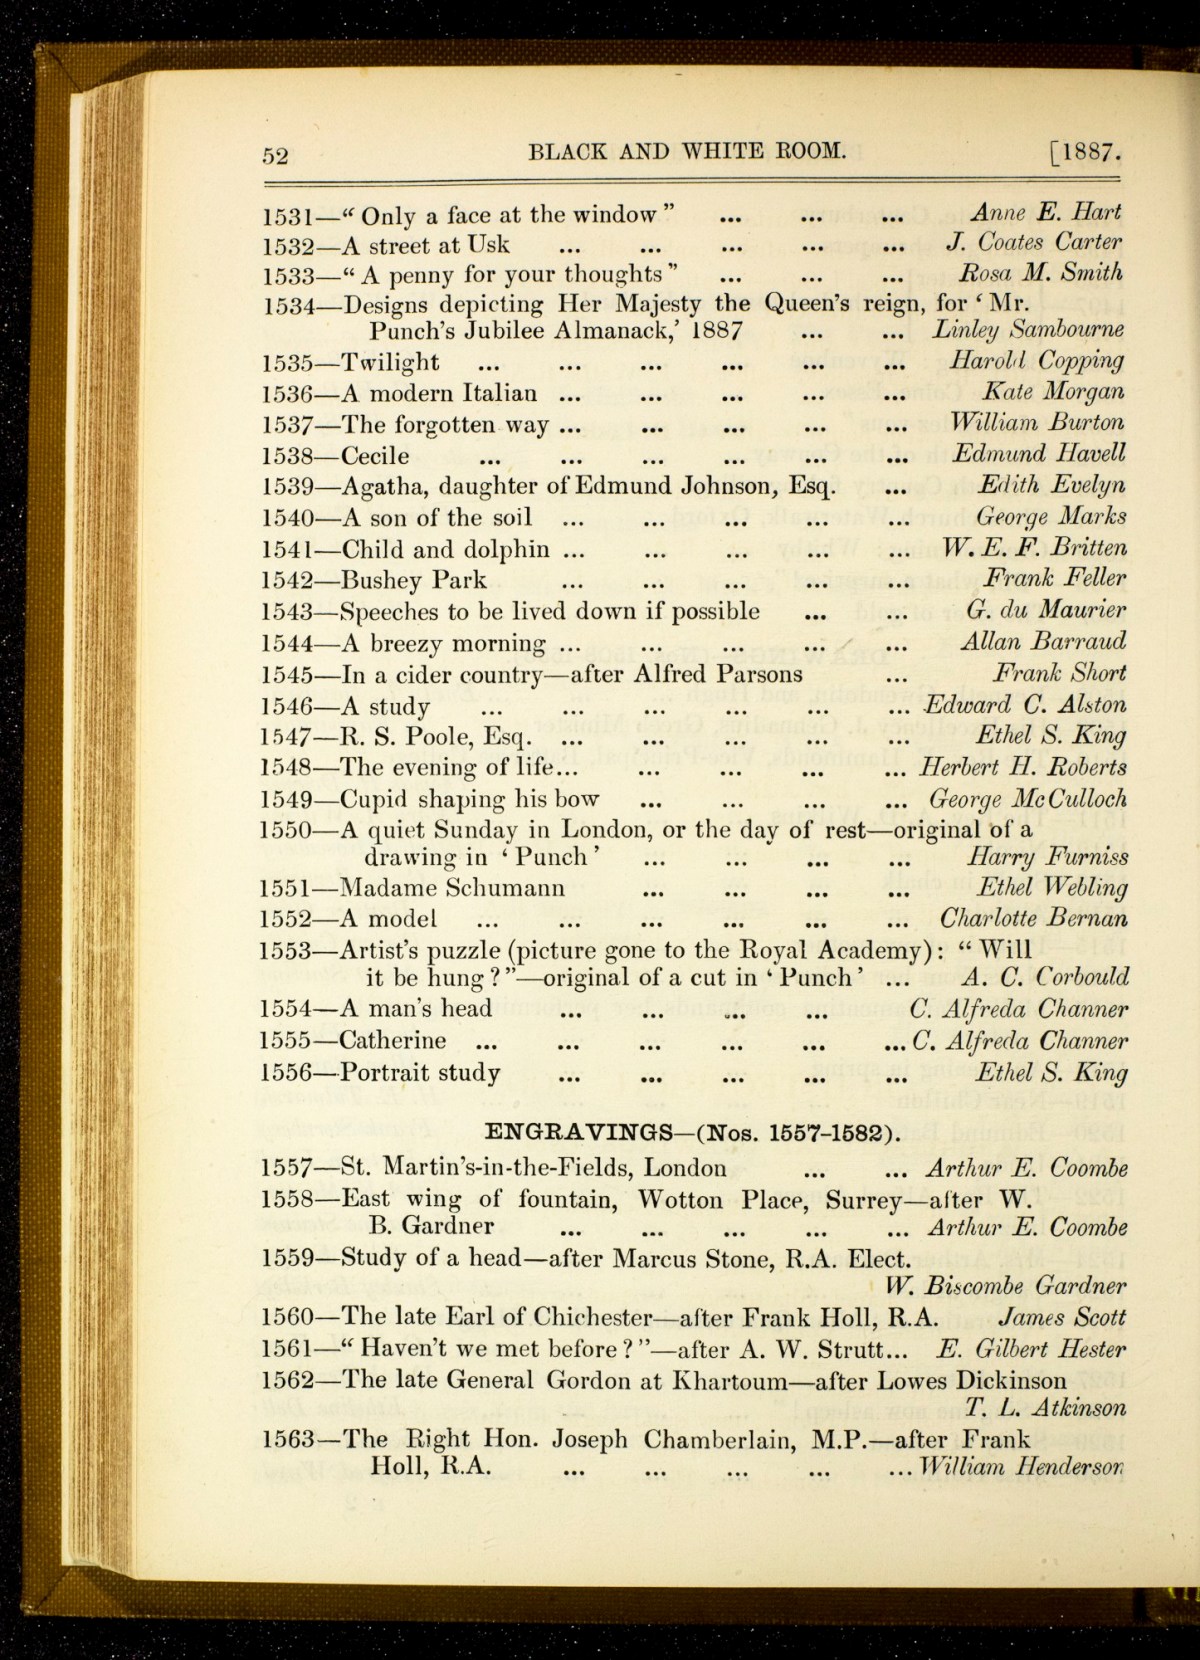 52 BLACK AND WHITE ROOM. [1887.
1531—“ Only a face at the window ” ... ... ... Anne E. Hart
1532—A street at Usk ... ... ... ... ... J. Coates Carter
1533—“ A penny for your thoughts ” ... ... ... Rosa M. Smith
1534—Designs depicting Her Majesty the Queen’s reign, for ‘ Mr.
Punch’s Jubilee Almanack,’ 1887 ... ... Linley Sambourne
1535—Twilight ... ... ... ... ... ... Harold Copping
1536—A modern Italian ... ... ... ... ... Kate Morgan
1537—The forgotten way ... ... ... ... ... William Burton
1538—Cecile ... ... ... ... ... ... Edmund Havell
1539—Agatha, daughter of Edmund Johnson, Esq. ... Edith Evelyn
1540—A son of the soil ... ... ... ... ... George Marks
1541—Child and dolphin ... ... ... ... ... W. E. F. Britten
1542—Bushey Park ... ... ... ... ... Frank Feller
1543—Speeches to be lived down if possible ... ... G. du Maurier
1544—A breezy morning ... ... ... ... ... Allan Barraud
1545—In a cider country—after Alfred Parsons ... Frank Short
1546—A study ... ... ... ... ... ... Edward C. Alston
1547—R. S. Poole, Esq. ... ... ... ... ... Ethel S. King
1548—The evening of life... ... ... ... ... Herbert H. Roberts
1549—Cupid shaping his bow ... ... ... ... George McCulloch
1550—A quiet Sunday in London, or the day of rest—original of a
drawing in ‘ Punch ’ ... ... ... ... Harry Furniss
1551—Madame Schumann ... ... ... ... Ethel Webling
1552—A model ... ... ... ... ... ... Charlotte Bernan
1553—Artist’s puzzle (picture gone to the Royal Academy): “ Will
it be hung ? ”—original of a cut in ‘ Punch ’ ... A. C. Corbould
1554—A man’s head ... ... ... ... C. Alfreda Channer
1555—Catherine ... ... ... ... ... ... C. Alfreda Channer
1556—Portrait study ... ... ... ... ... Ethel S. King
ENGRAVINGS—(Nos. 1557–1582).
1557—St. Martin’s-in-the-Fields, London ... ... Arthur E. Coombe
1558—East wing of fountain, Wotton Place, Surrey—after W.
B. Gardner ... ... ... ... ... Arthur E. Coombe
1559—Study of a head—after Marcus Stone, R.A. Elect.
W. Biscombe Gardner
1560—The late Earl of Chichester—after Frank Holl, R.A. James Scott
1561—“ Haven’t we met before ? ”—after A. W. Strutt... E. Gilbert Hester
1562—The late General Gordon at Khartoum—after Lowes Dickinson
T. L. Atkinson
1563—The Right Hon. Joseph Chamberlain, M.P.—after Frank
Holl, R.A. ... ... ... ... ... William Henderson